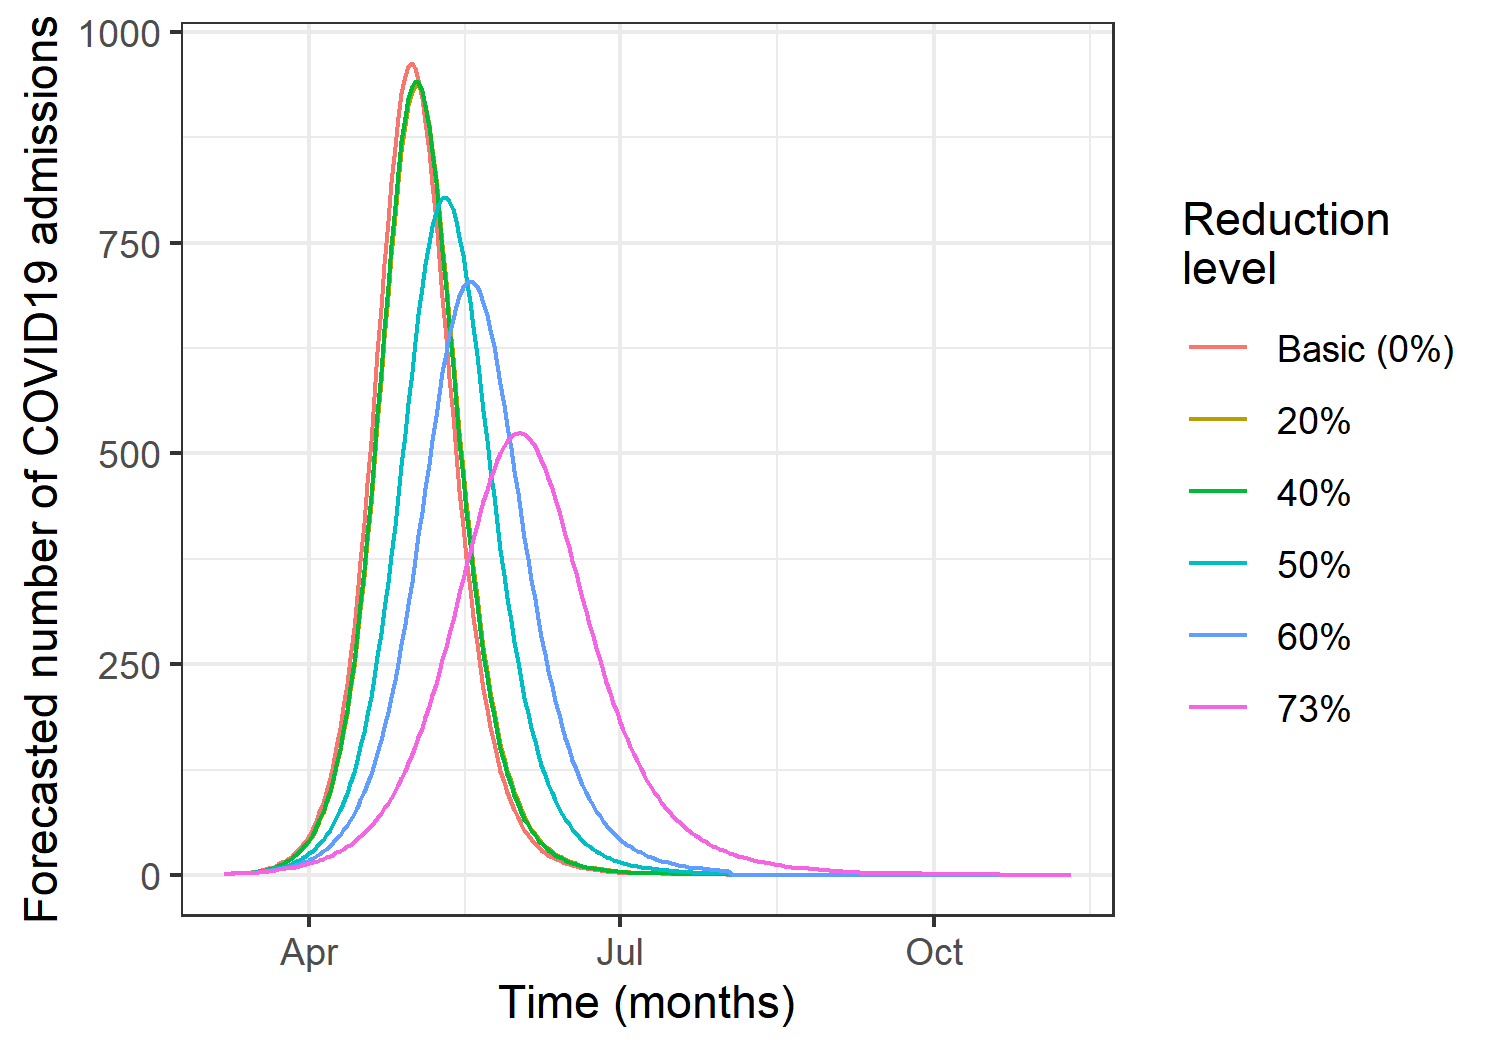 Forecasted number of COVID19 admissions
1000
750
500
250
0
Apr
Jul
Oct
Time (months)
Reduction
level
Basic (0%)
20%
40%
50%
60%
73%